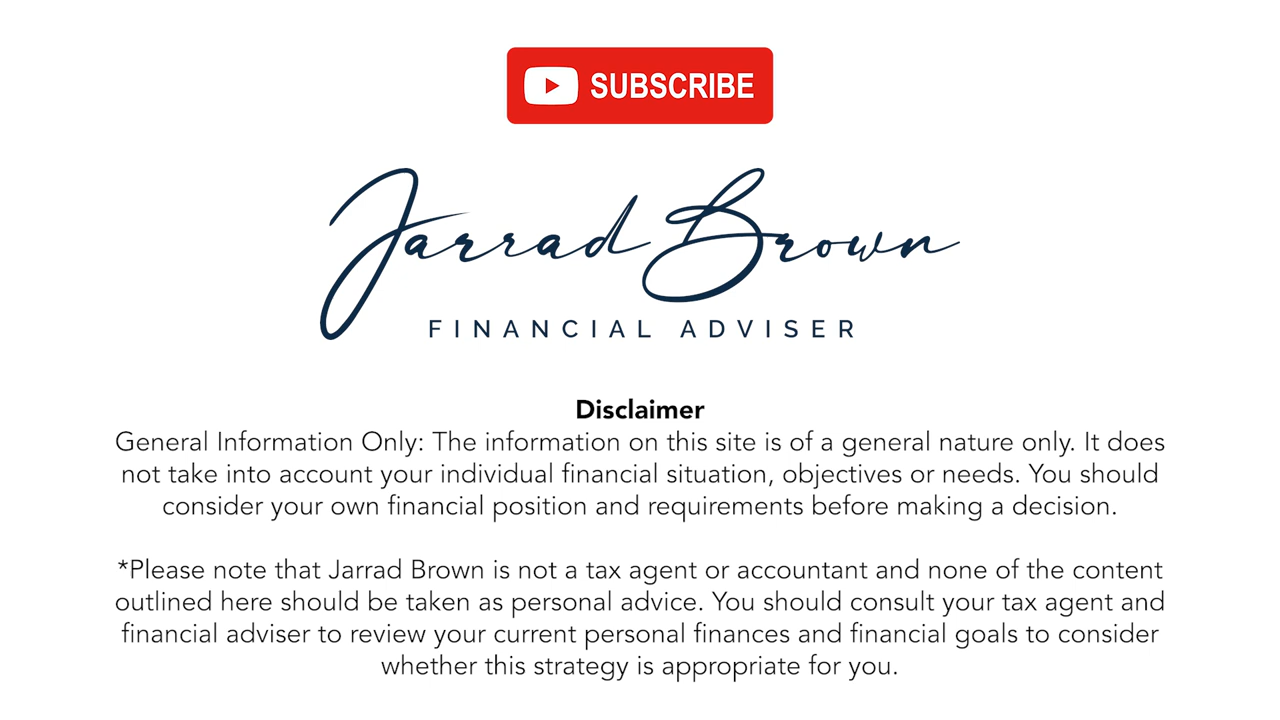 SUBSCRIBE
Jarrad Brown
FINANCIAL ADVISER
Disclaimer
General Information Only: The information on this site is of a general nature only. It does
not take into account your individual financial situation, objectives or needs. You should
consider your own financial position and requirements before making a decision.
*Please note that Jarrad Brown is not a tax agent or accountant and none of the content
outlined here should be taken as personal advice. You should consult your tax agent and
financial adviser to review your current personal finances and financial goals to consider
whether this strategy is appropriate for you.